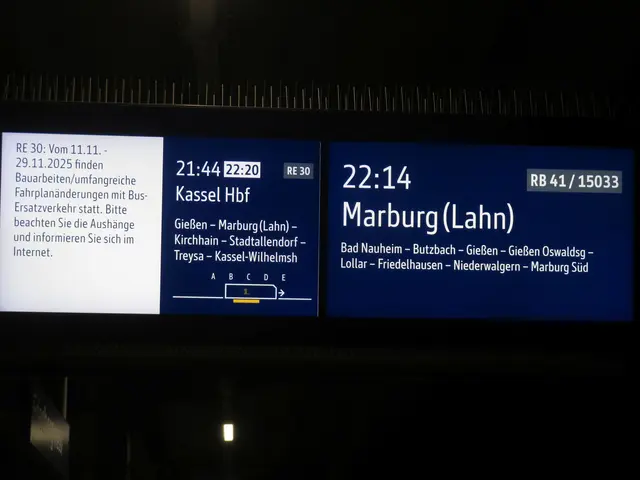 RE 30: Vom 11.11. -
29.11.2025 finden
Bauarbeiten/umfangreiche
Fahrplanänderungen mit Bus-
Ersatzverkehr statt. Bitte
beachten Sie die Aushänge
und informieren Sie sich im
Internet.
21:44 22:20 RE 30
Kassel Hbf
Gießen – Marburg (Lahn) –
Kirchhain – Stadtallendorf –
Treysa – Kassel-Wilhelmsh
A B C D E
1.
22:14 RB 41 / 15033
Marburg (Lahn)
Bad Nauheim – Butzbach – Gießen – Gießen Oswaldsg –
Lollar – Friedelhausen – Niederwalgern – Marburg Süd